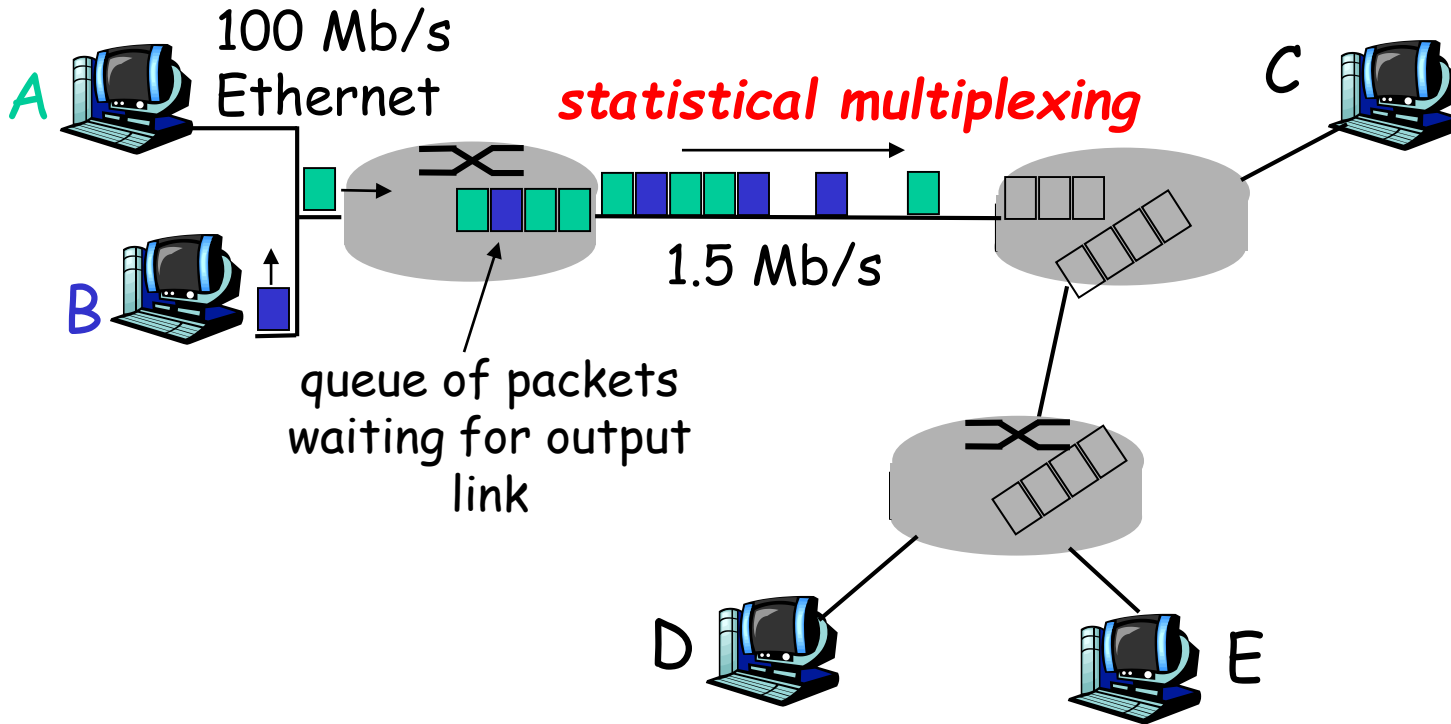 100 Mb/s
Ethernet
A
statistical multiplexing
C
B
1.5 Mb/s
queue of packets
waiting for output
link
D
E